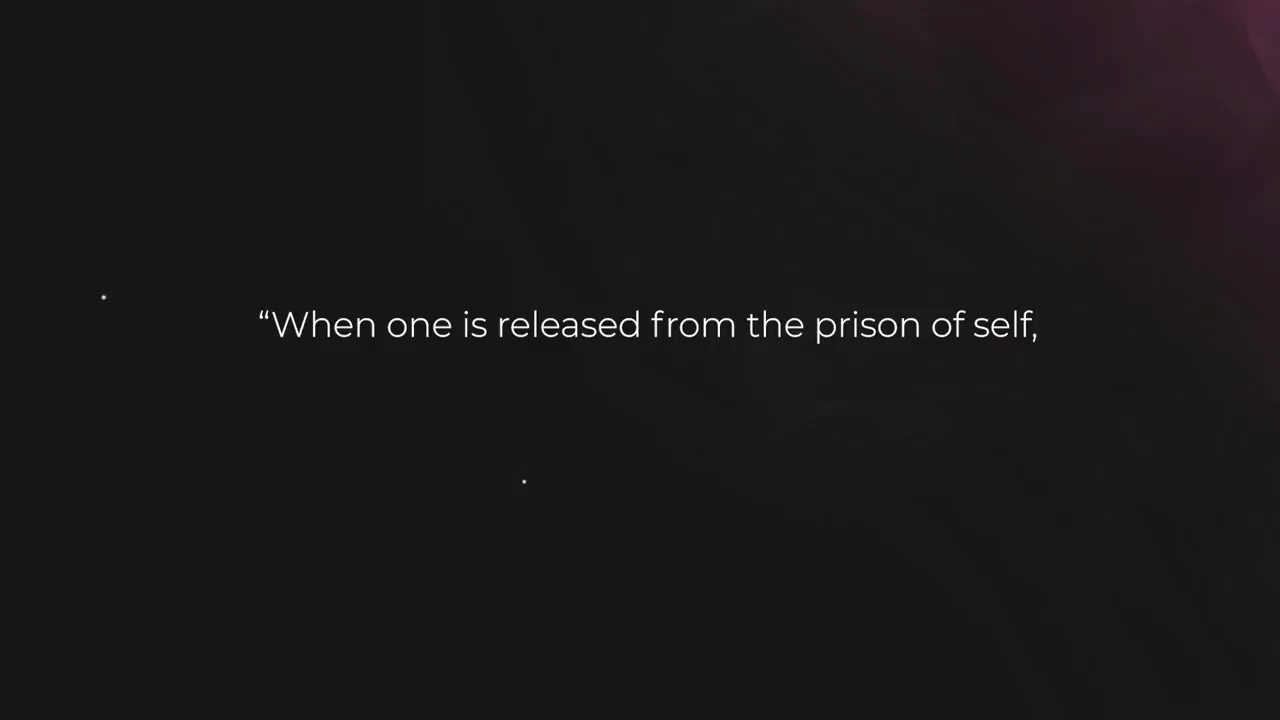 “When one is released from the prison of self,